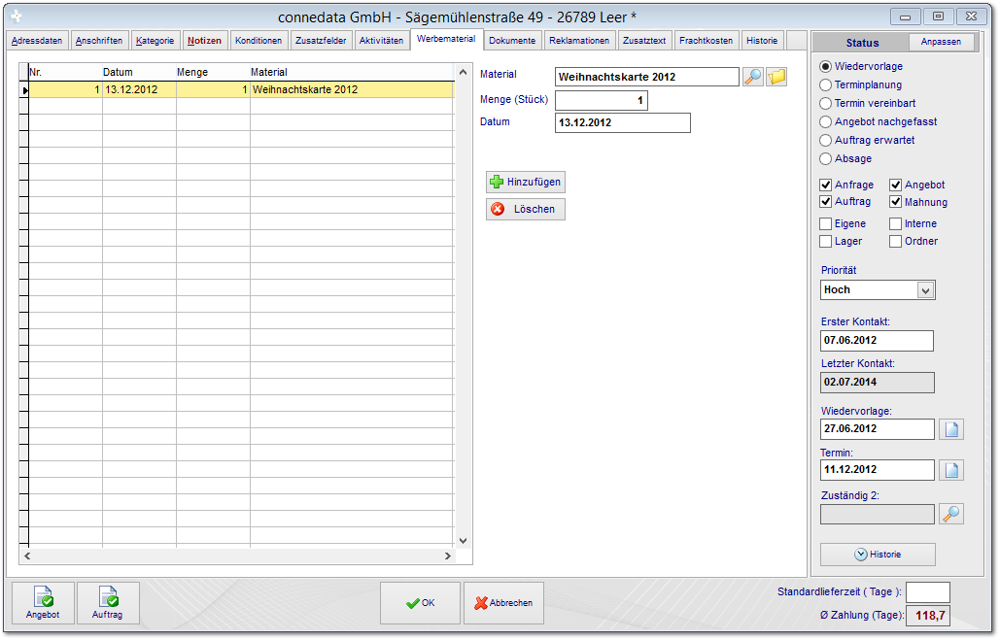 connedata GmbH - Sägemühlenstraße 49 - 26789 Leer *
Adressdaten Anschriften Kategorie Notizen Konditionen Zusatzfelder Aktivitäten Werbematerial Dokumente Reklamationen Zusatztext Frachtkosten Historie
Nr. Datum Menge Material
1 13.12.2012 1 Weihnachtskarte 2012
Material Weihnachtskarte 2012
Menge (Stück) 1
Datum 13.12.2012
Hinzufügen
Löschen
Status Anpassen
Wiedervorlage
Terminplanung
Termin vereinbart
Angebot nachgefasst
Auftrag erwartet
Absage
Anfrage Angebot
Auftrag Mahnung
Eigene Interne
Lager Ordner
Priorität
Hoch
Erster Kontakt:
07.06.2012
Letzter Kontakt:
02.07.2014
Wiedervorlage:
27.06.2012
Termin:
11.12.2012
Zuständig 2:
Historie
Angebot Auftrag OK Abbrechen
Standardlieferzeit ( Tage ):
Ø Zahlung (Tage): 118,7